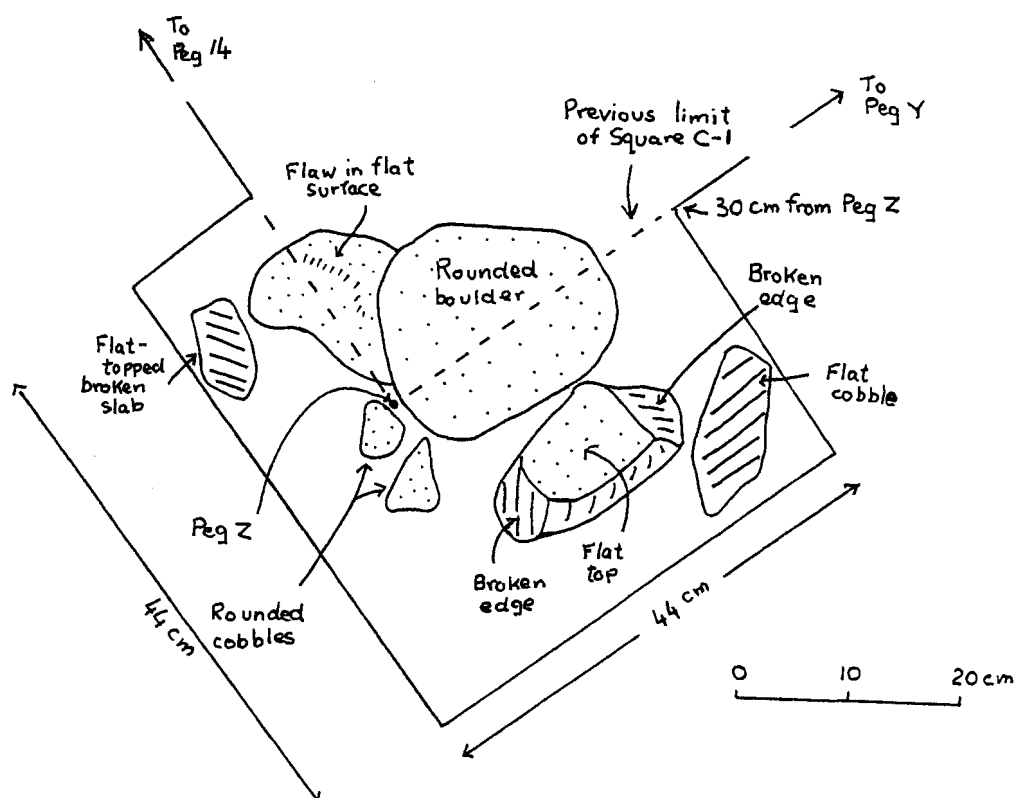 To
Peg 14
To
Peg Y
Previous limit
of Square C-1
Flaw in flat
surface
30 cm from Peg Z
Rounded
boulder
Broken
edge
Flat-
topped
broken
slab
Flat
cobble
Peg Z
Flat
top
Broken
edge
Rounded
cobbles
44 cm
44 cm
0 10 20 cm